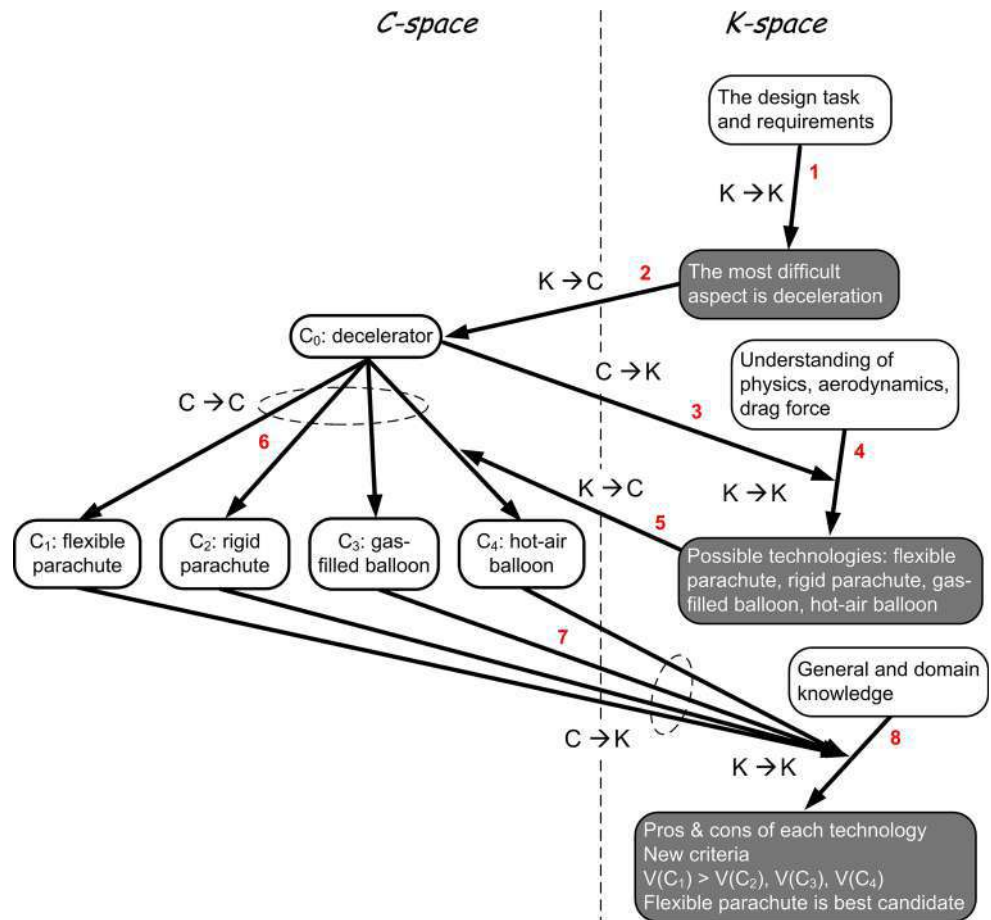 C-space
K-space
The design task
and requirements
1
K → K
The most difficult
aspect is deceleration
2
K → C
C₀: decelerator
C → K
3
Understanding of
physics, aerodynamics,
drag force
4
K → K
C → C
6
K → C
5
C₁: flexible
parachute
C₂: rigid
parachute
C₃: gas-
filled balloon
C₄: hot-air
balloon
Possible technologies: flexible
parachute, rigid parachute, gas-
filled balloon, hot-air balloon
7
C → K
General and domain
knowledge
8
K → K
Pros & cons of each technology
New criteria
V(C₁) > V(C₂), V(C₃), V(C₄)
Flexible parachute is best candidate